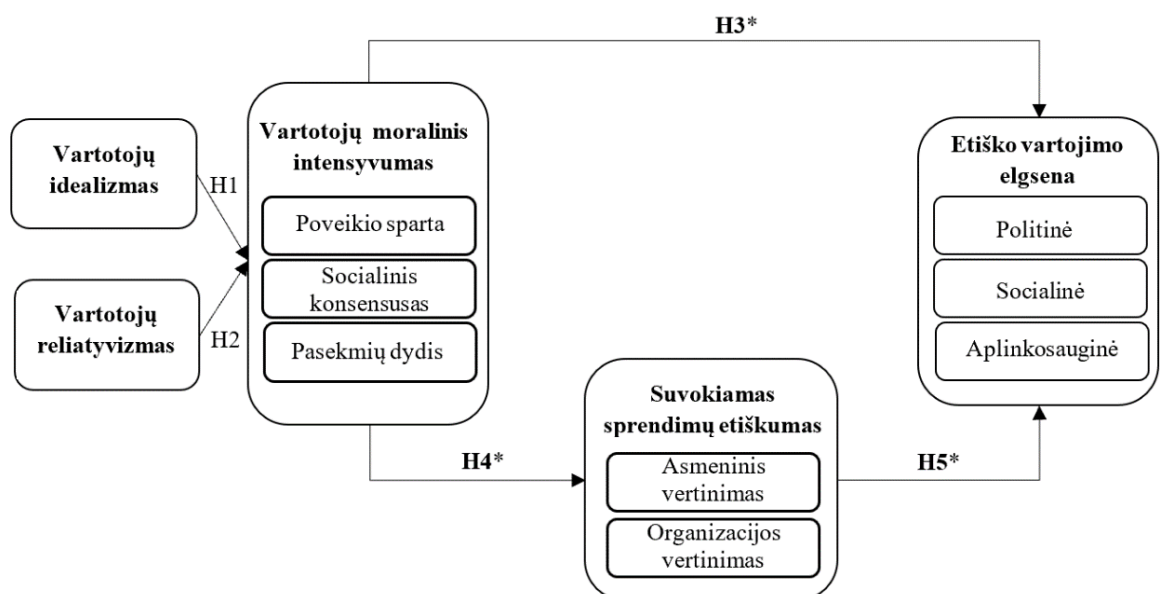 H3*
Vartotojų
idealizmas
H1
Vartotojų
reliatyvizmas
H2
Vartotojų moralinis
intensyvumas
Poveikio sparta
Socialinis
konsensusas
Pasekmių dydis
H4*
Suvokiamas
sprendimų etiškumas
Asmeninis
vertinimas
Organizacijos
vertinimas
H5*
Etiško vartojimo
elgsena
Politinė
Socialinė
Aplinkosauginė